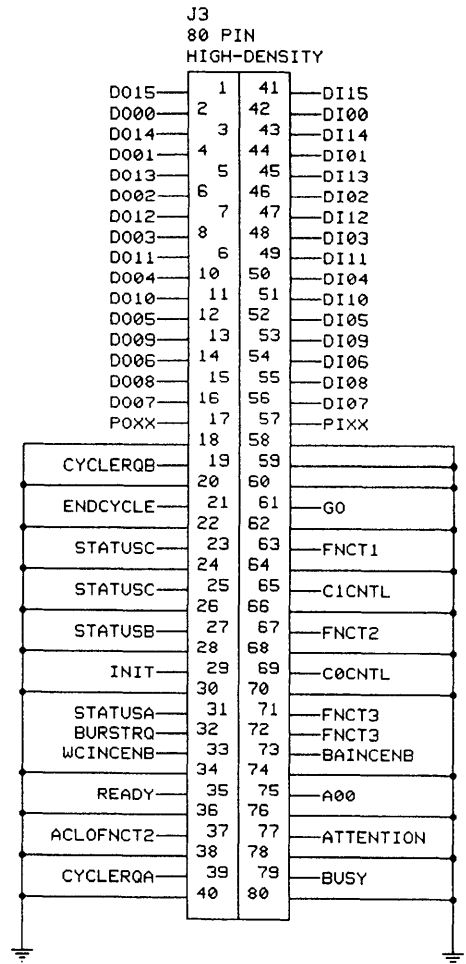 J3
80 PIN
HIGH-DENSITY
DO15 1 41 DI15
DO00 2 42 DI00
DO14 3 43 DI14
DO01 4 44 DI01
DO13 5 45 DI13
DO02 6 46 DI02
DO12 7 47 DI12
DO03 8 48 DI03
DO11 6 49 DI11
DO04 10 50 DI04
DO10 11 51 DI10
DO05 12 52 DI05
DO09 13 53 DI09
DO06 14 54 DI06
DO08 15 55 DI08
DO07 16 56 DI07
POXX 17 57 PIXX
18 58
CYCLERQB 19 59
20 60
ENDCYCLE 21 61 GO
22 62
STATUSC 23 63 FNCT1
24 64
STATUSC 25 65 C1CNTL
26 66
STATUSB 27 67 FNCT2
28 68
INIT 29 69 C0CNTL
30 70
STATUSA 31 71 FNCT3
BURSTRQ 32 72 FNCT3
WCINCENB 33 73 BAINCENB
34 74
READY 35 75 A00
36 76
ACLOFNCT2 37 77 ATTENTION
38 78
CYCLERQA 39 79 BUSY
40 80